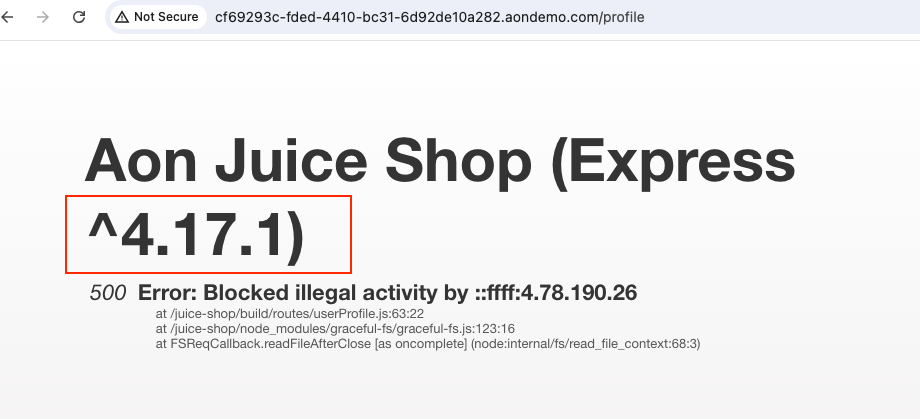 Not Secure cf69293c-fded-4410-bc31-6d92de10a282.aondemo.com/profile
Aon Juice Shop (Express
^4.17.1)
500 Error: Blocked illegal activity by ::ffff:4.78.190.26
at /juice-shop/build/routes/userProfile.js:63:22
at /juice-shop/node_modules/graceful-fs/graceful-fs.js:123:16
at FSReqCallback.readFileAfterClose [as oncomplete] (node:internal/fs/read_file_context:68:3)